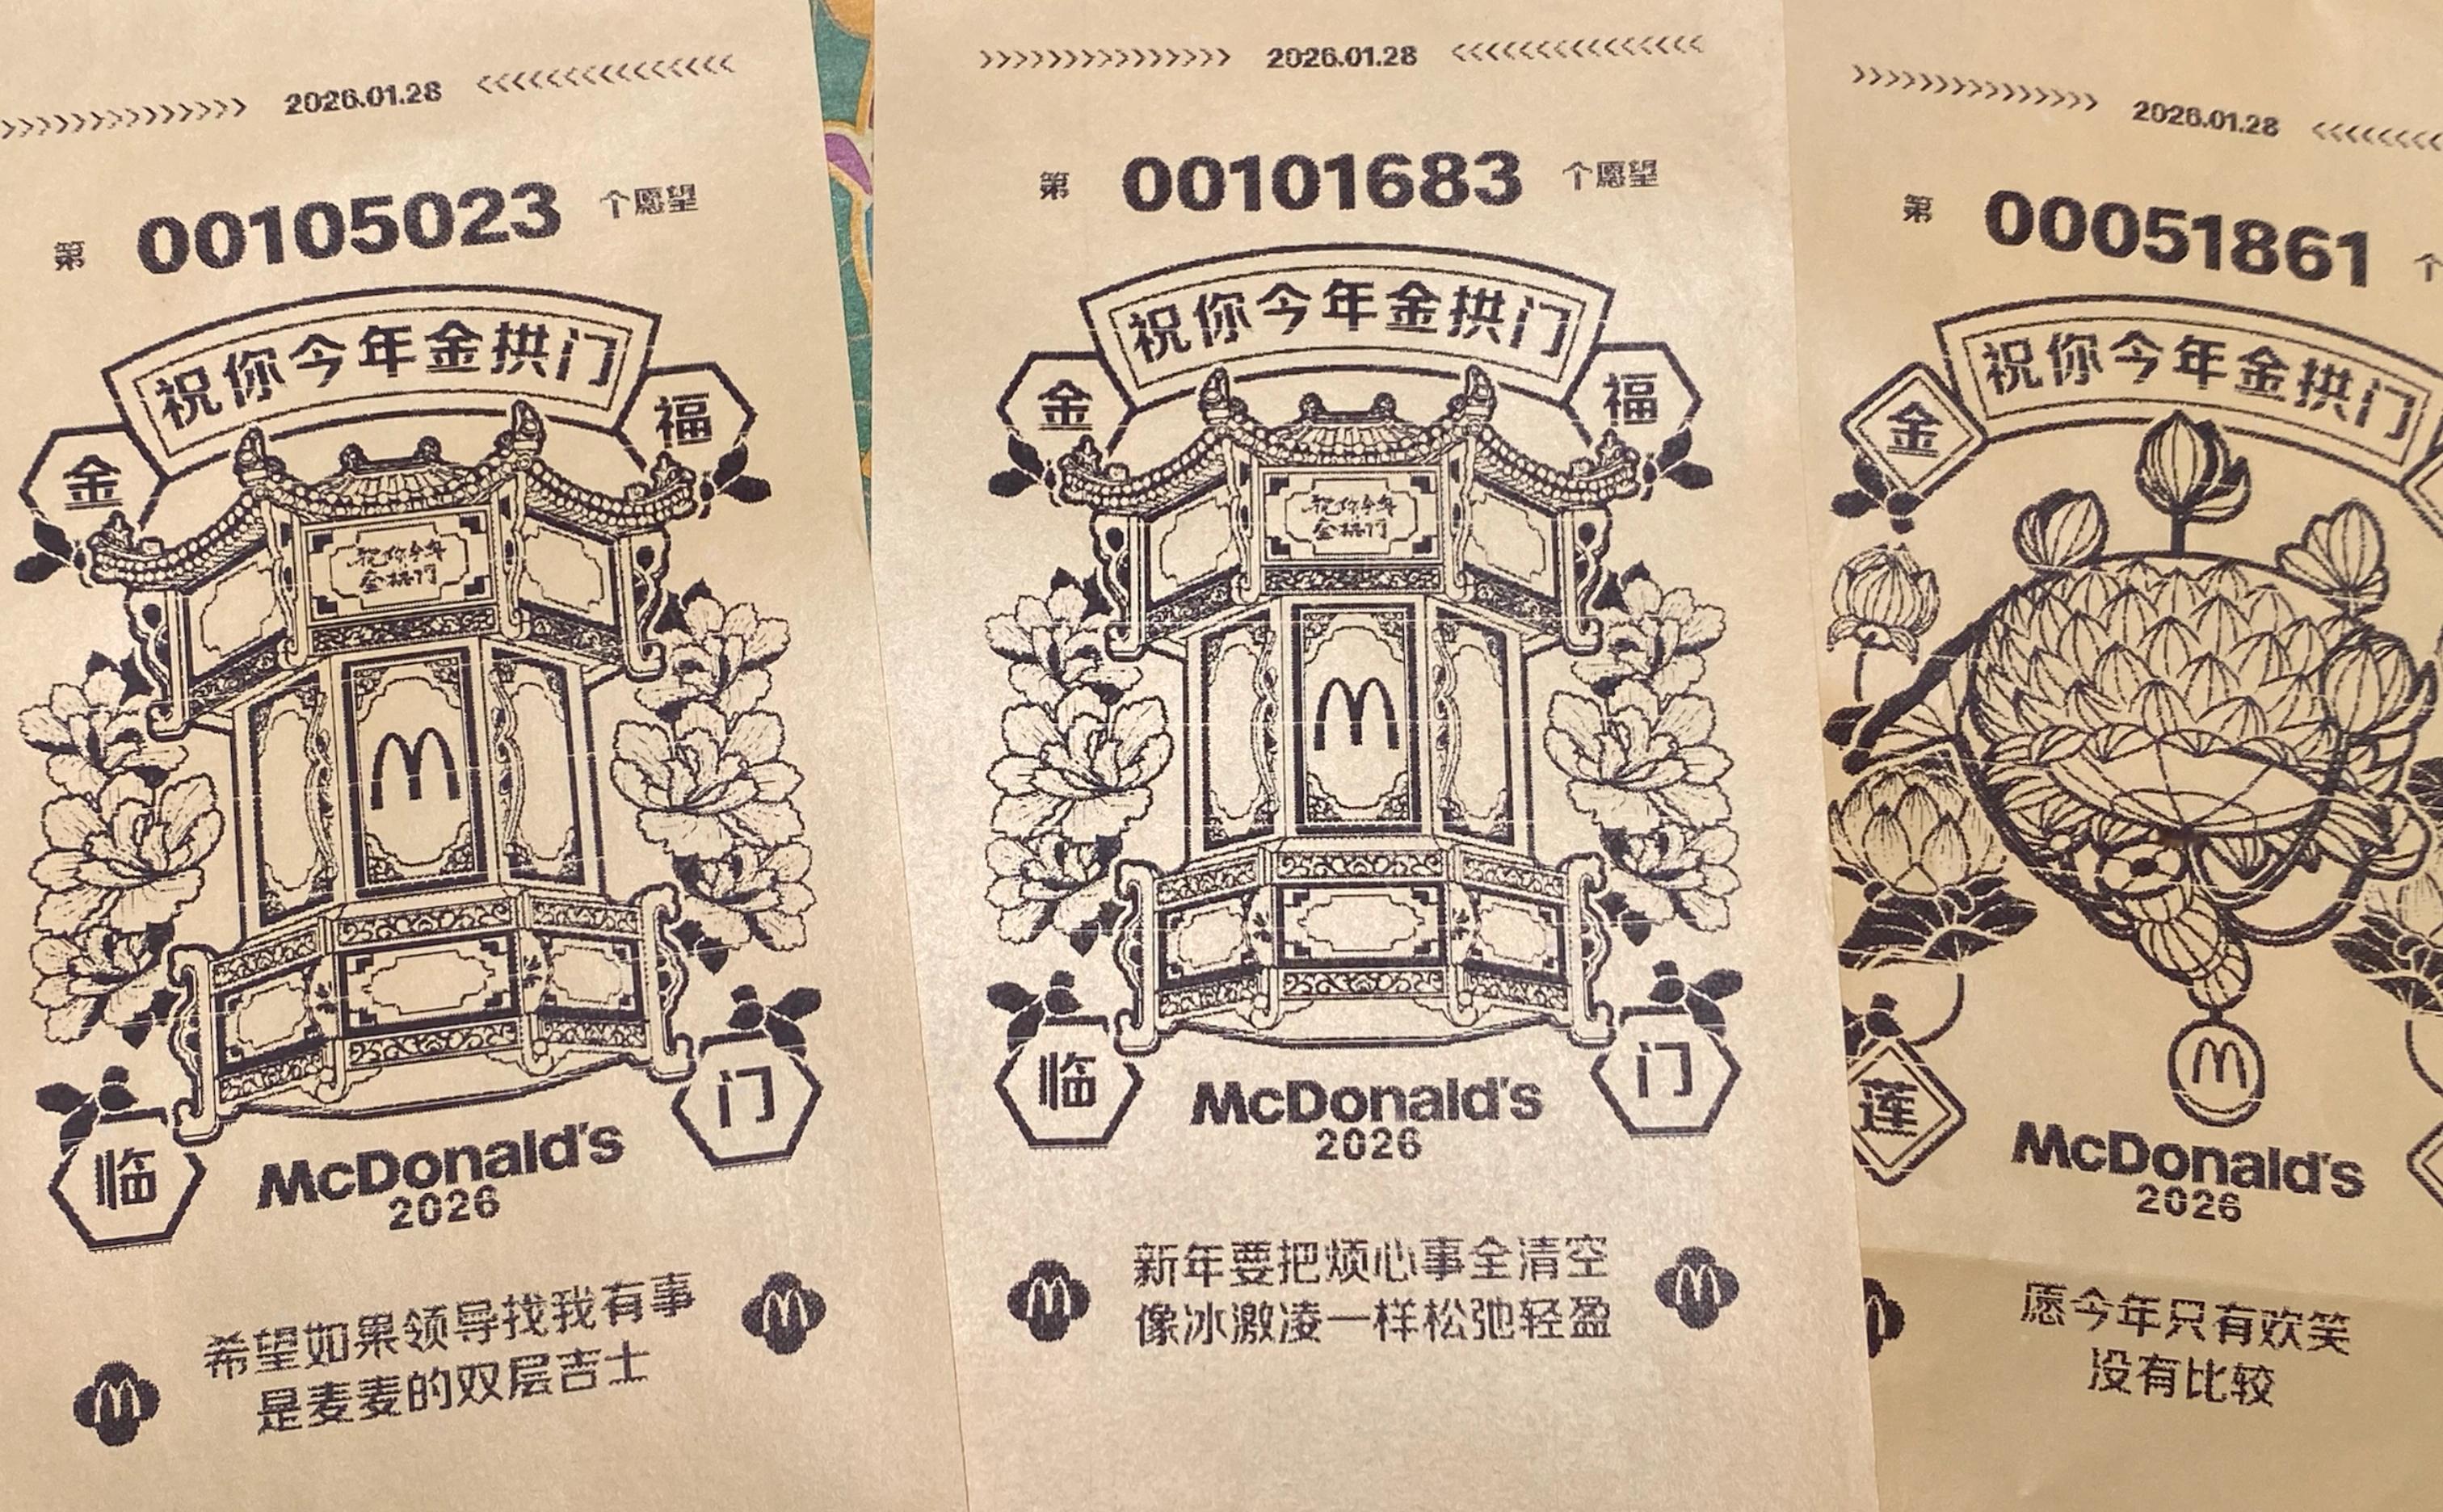 2026.01.28
第 00105023 个愿望
祝你今年金拱门
金 福
祝你今年
金拱门
临 门
McDonald's
2026
希望如果领导找我有事
是麦麦的双层吉士
2026.01.28
第 00101683 个愿望
祝你今年金拱门
金 福
祝你今年
金拱门
临 门
McDonald's
2026
新年要把烦心事全清空
像冰激凌一样松弛轻盈
2026.01.28
第 00051861 个
祝你今年金拱门
金
莲
McDonald's
2026
愿今年只有欢笑
没有比较